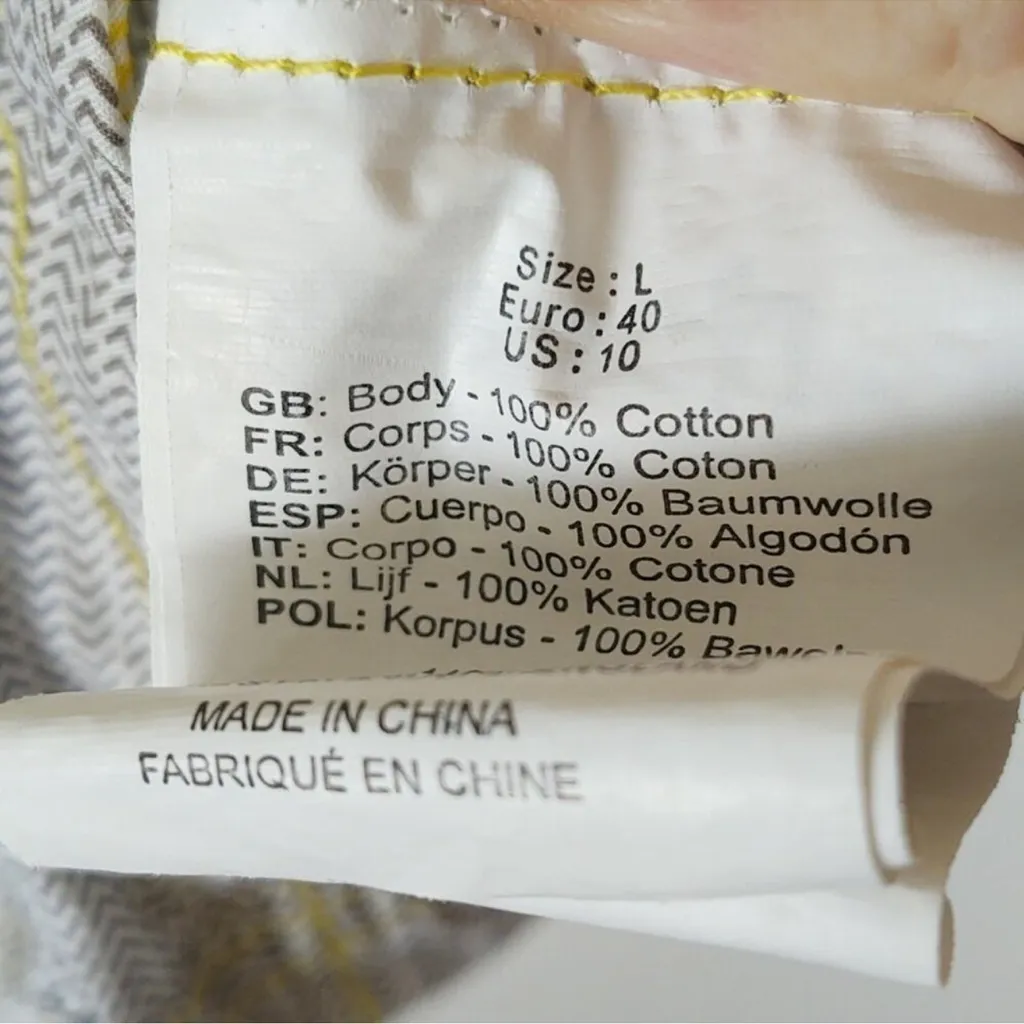 Size : L
Euro : 40
US : 10
GB: Body - 100% Cotton
FR: Corps - 100% Coton
DE: Körper - 100% Baumwolle
ESP: Cuerpo - 100% Algodón
IT: Corpo - 100% Cotone
NL: Lijf - 100% Katoen
POL: Korpus - 100%
MADE IN CHINA
FABRIQUÉ EN CHINE